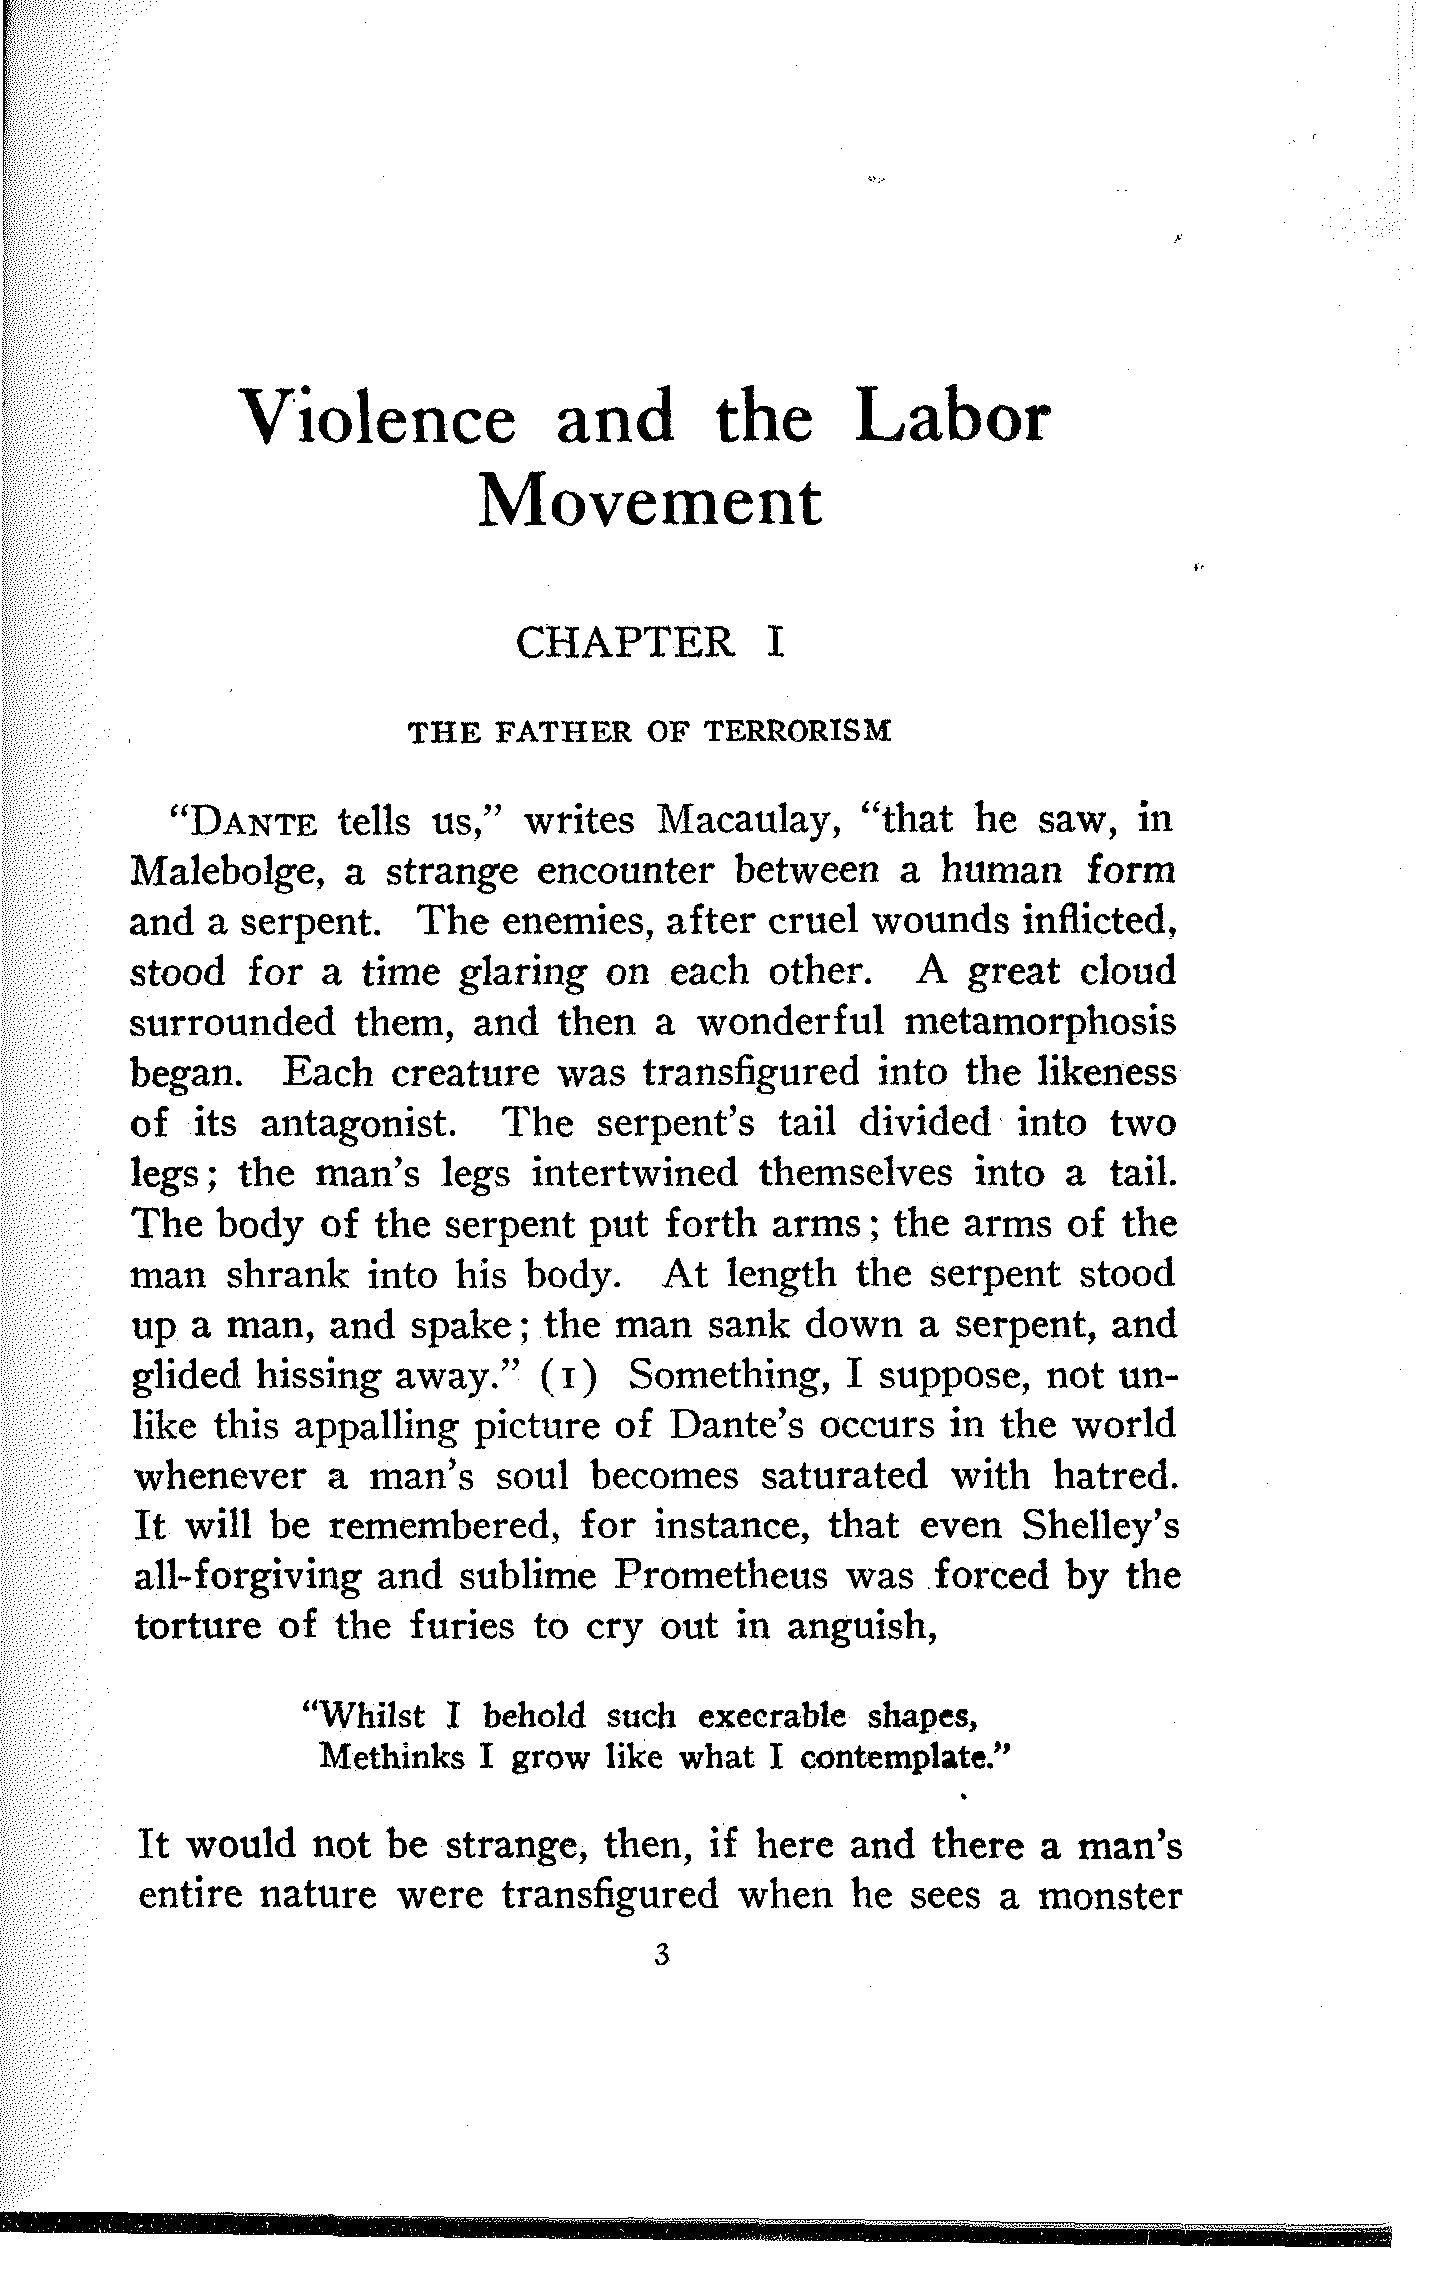 Violence and the Labor
Movement
CHAPTER I
THE FATHER OF TERRORISM
“DANTE tells us,” writes Macaulay, “that he saw, in
Malebolge, a strange encounter between a human form
and a serpent. The enemies, after cruel wounds inflicted,
stood for a time glaring on each other. A great cloud
surrounded them, and then a wonderful metamorphosis
began. Each creature was transfigured into the likeness
of its antagonist. The serpent’s tail divided into two
legs; the man’s legs intertwined themselves into a tail.
The body of the serpent put forth arms; the arms of the
man shrank into his body. At length the serpent stood
up a man, and spake; the man sank down a serpent, and
glided hissing away.” (1) Something, I suppose, not un-
like this appalling picture of Dante’s occurs in the world
whenever a man’s soul becomes saturated with hatred.
It will be remembered, for instance, that even Shelley’s
all-forgiving and sublime Prometheus was forced by the
torture of the furies to cry out in anguish,
“Whilst I behold such execrable shapes,
Methinks I grow like what I contemplate.”
It would not be strange, then, if here and there a man’s
entire nature were transfigured when he sees a monster
3